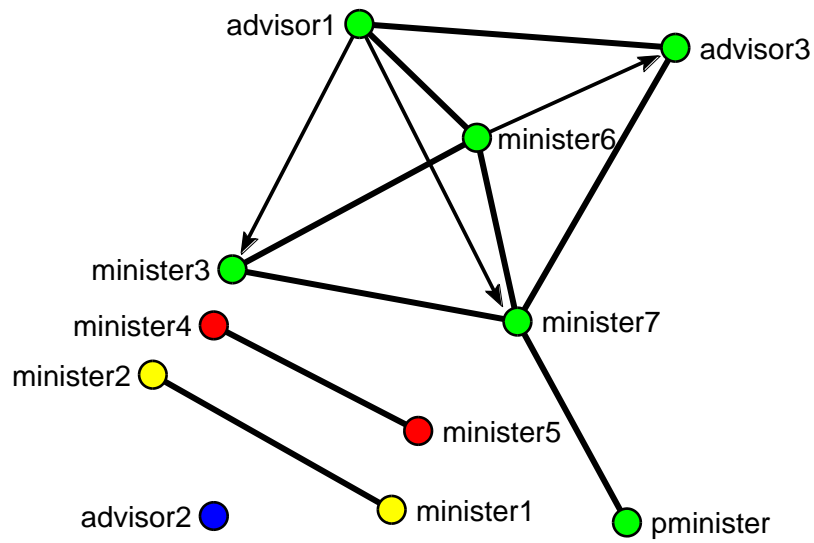 advisor1
advisor3
minister6
minister3
minister7
minister4
minister2
minister5
minister1
advisor2
pminister